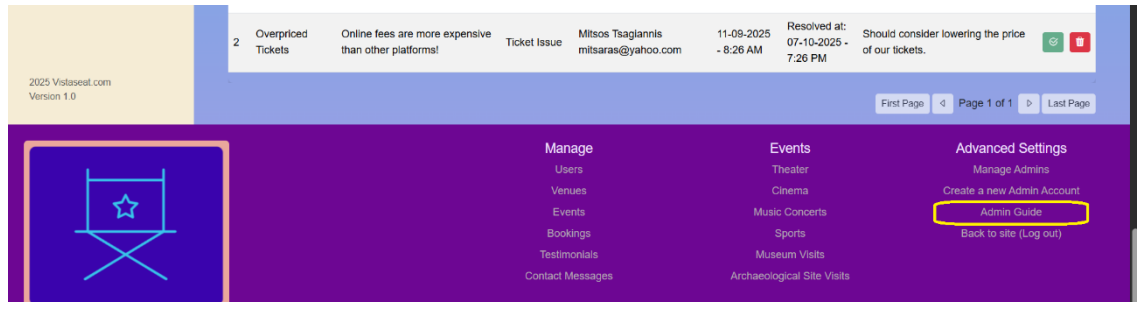 2
Overpriced
Tickets
Online fees are more expensive
than other platforms!
Ticket Issue
Mitsos Tsagiannis
mitsaras@yahoo.com
11-09-2025
- 8:26 AM
Resolved at:
07-10-2025 -
7:26 PM
Should consider lowering the price
of our tickets.
2025 Vistaseat.com
Version 1.0
First Page
Page 1 of 1
Last Page
Manage
Users
Venues
Events
Bookings
Testimonials
Contact Messages
Events
Theater
Cinema
Music Concerts
Sports
Museum Visits
Archaeological Site Visits
Advanced Settings
Manage Admins
Create a new Admin Account
Admin Guide
Back to site (Log out)